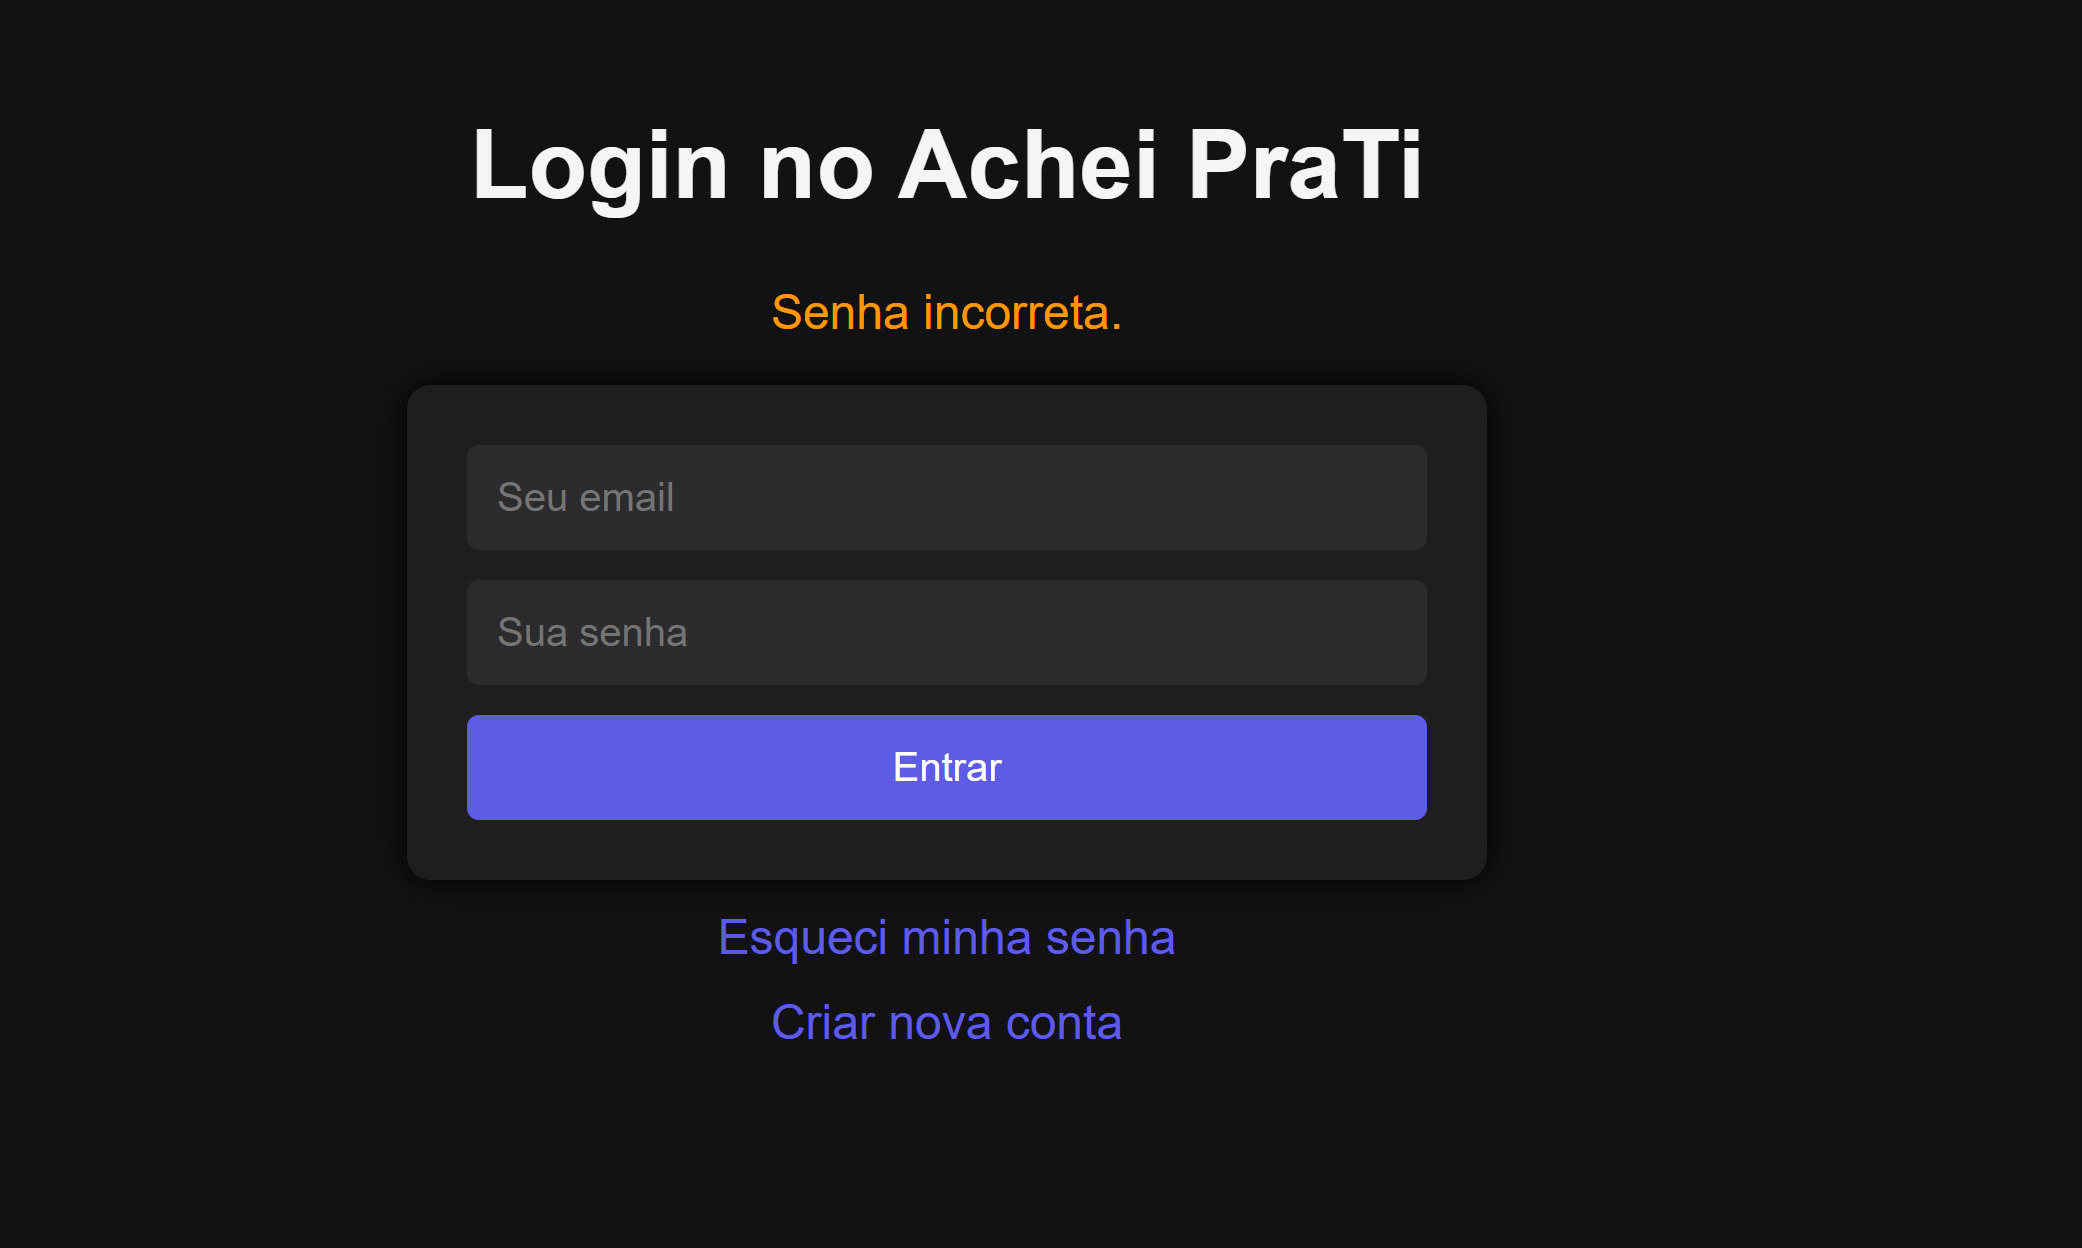 Login no Achei PraTi
Senha incorreta.
Seu email
Sua senha
Entrar
Esqueci minha senha
Criar nova conta